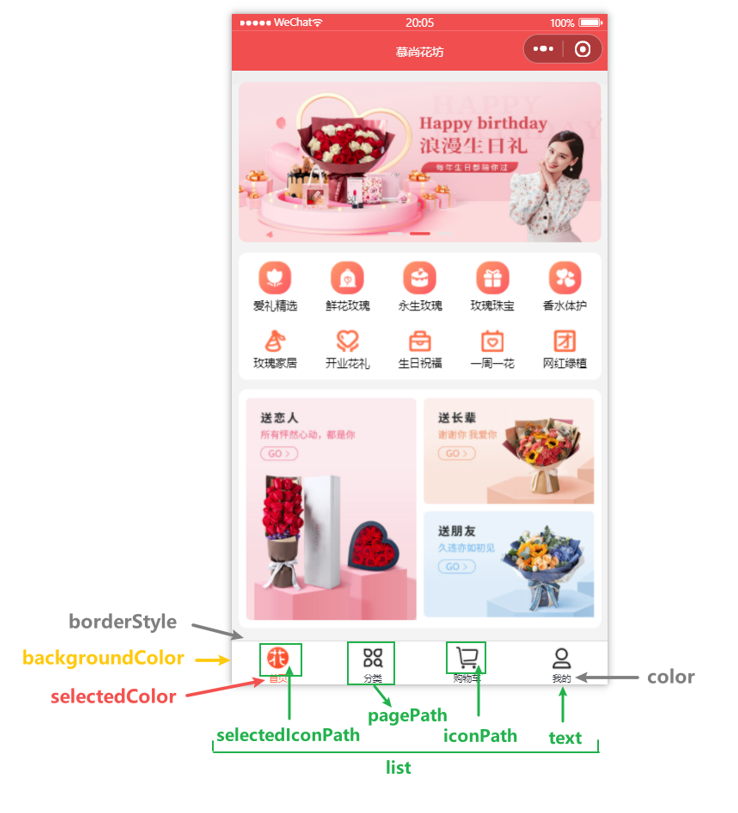 WeChat 20:05 100%
慕尚花坊
HAPPY
Happy birthday
浪漫生日礼
每年生日都陪你过
爱礼精选 鲜花玫瑰 永生玫瑰 玫瑰珠宝 香水体护
玫瑰家居 开业花礼 生日祝福 一周一花 网红绿植
送恋人
所有怦然心动，都是你
GO >
送长辈
谢谢你 我爱你
GO >
送朋友
久违亦如初见
GO >
borderStyle
backgroundColor
selectedColor
首页 分类 购物车 我的
color
selectedIconPath
pagePath
iconPath
text
list